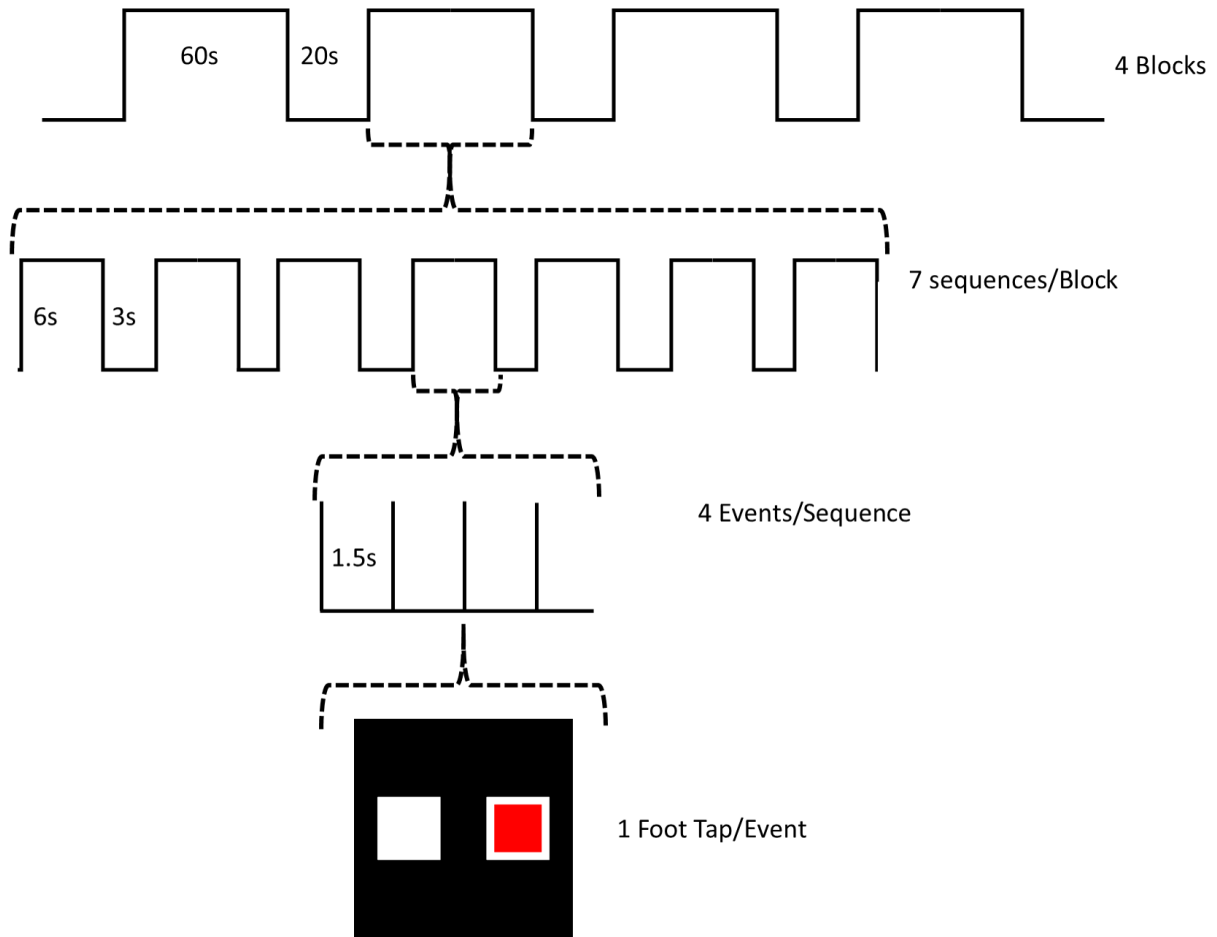 60s
20s
4 Blocks
6s
3s
7 sequences/Block
1.5s
4 Events/Sequence
1 Foot Tap/Event